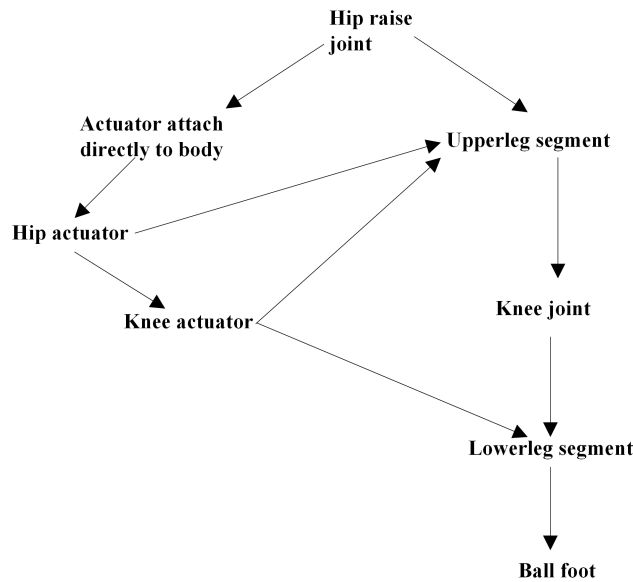 Hip raise
joint
Actuator attach
directly to body
Upperleg segment
Hip actuator
Knee actuator
Knee joint
Lowerleg segment
Ball foot